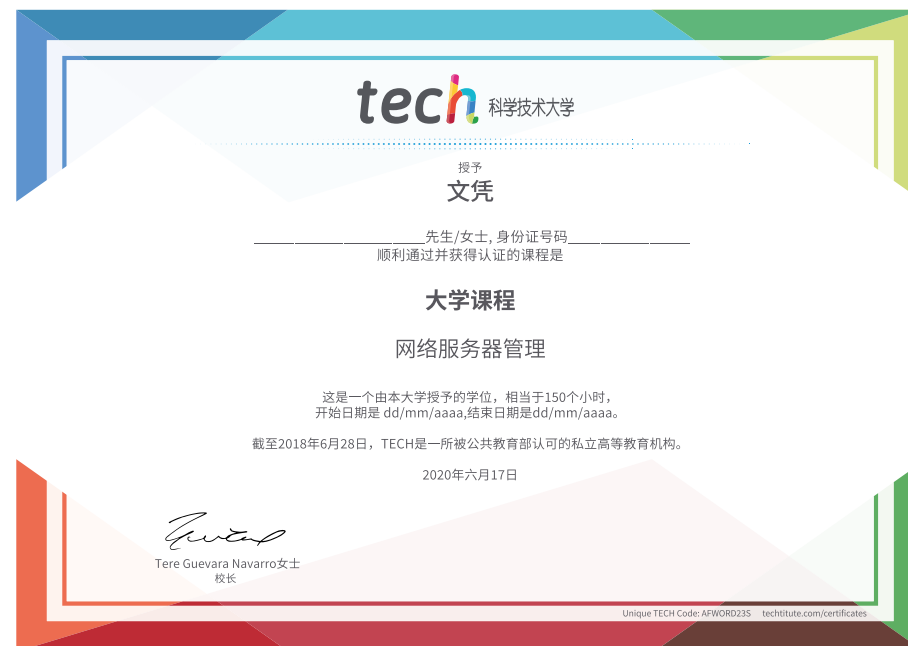 tech 科学技术大学
授予
文凭
______________________先生/女士, 身份证号码_______________
顺利通过并获得认证的课程是
大学课程
网络服务器管理
这是一个由本大学授予的学位，相当于150个小时，
开始日期是 dd/mm/aaaa,结束日期是dd/mm/aaaa。
截至2018年6月28日，TECH是一所被公共教育部认可的私立高等教育机构。
2020年六月17日
Tere Guevara Navarro女士
校长
Unique TECH Code: AFWORD23S techtitute.com/certificates